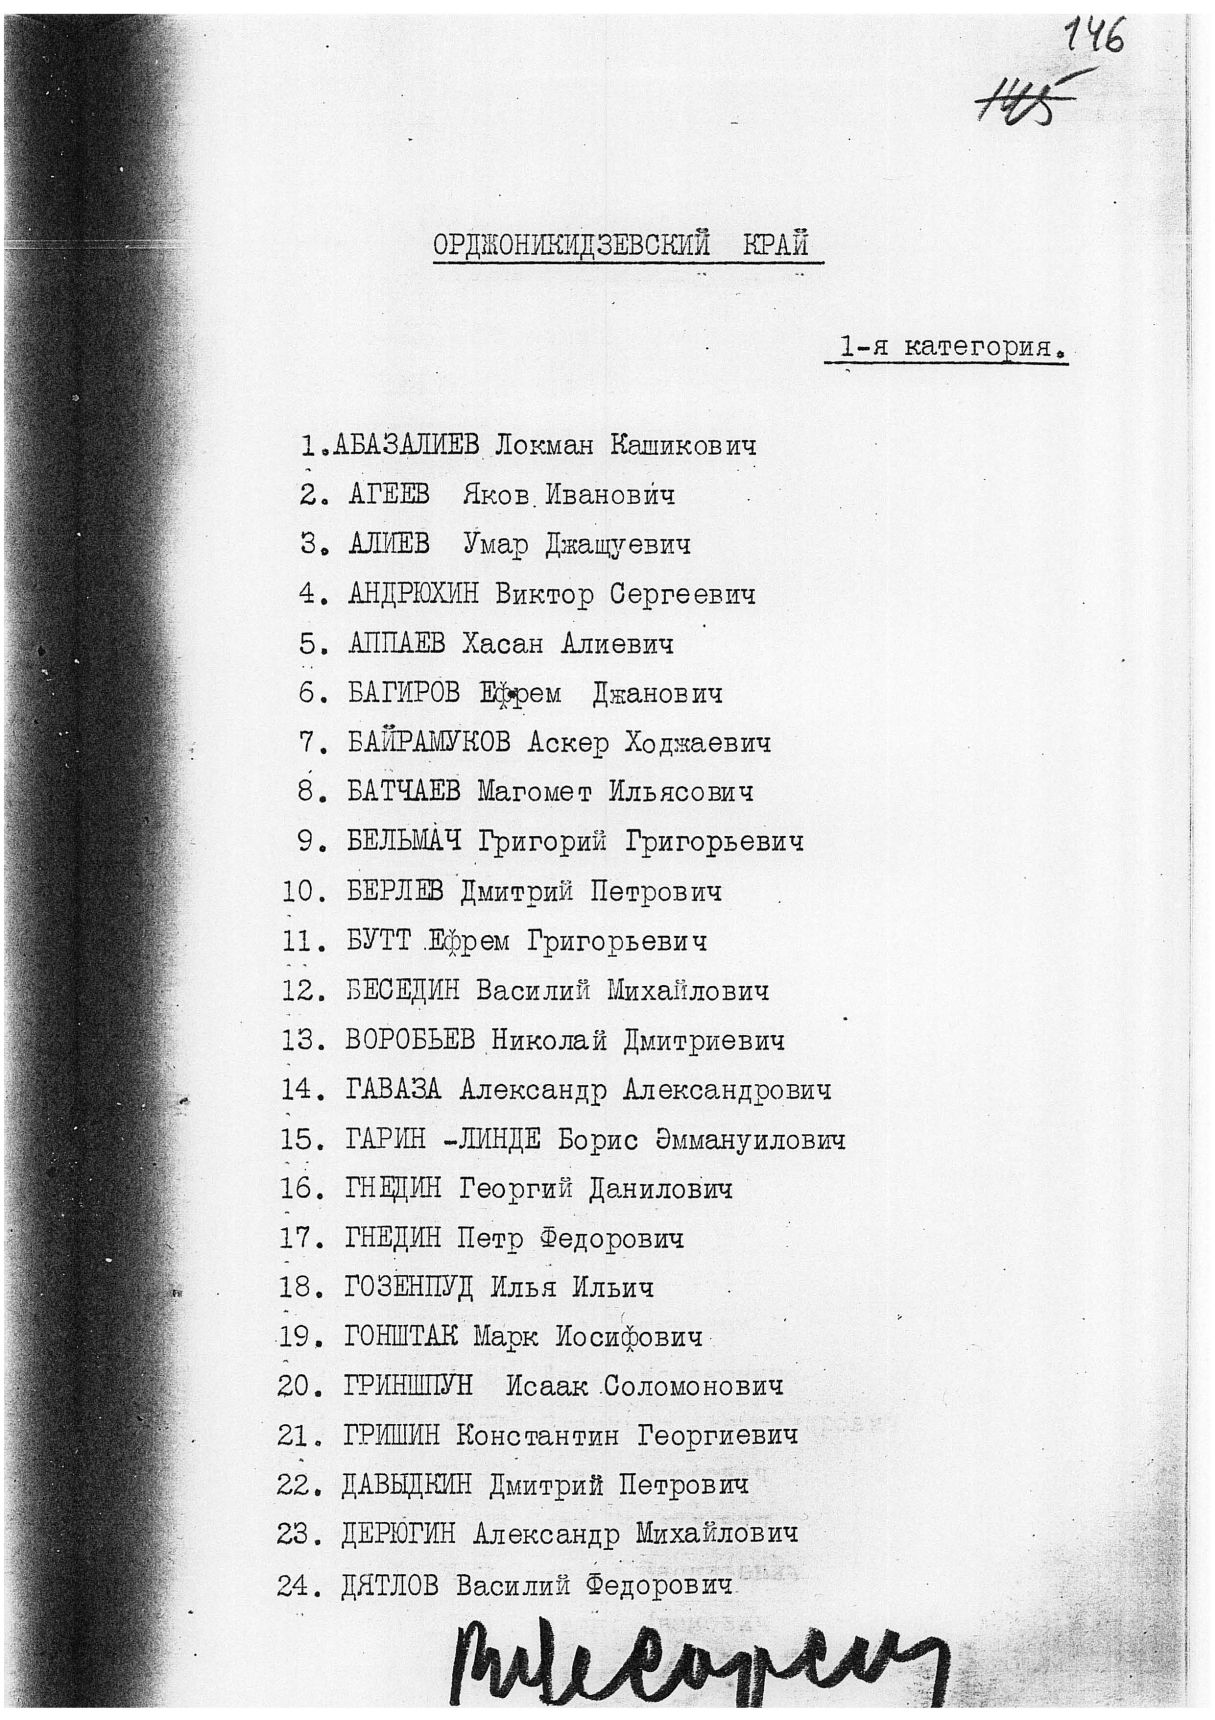 146
145
ОРДЖОНИКИДЗЕВСКИЙ КРАЙ
1-я категория.
1. АБАЗАЛИЕВ Локман Кашикович
2. АГЕЕВ Яков Иванович
3. АЛИЕВ Умар Джащуевич
4. АНДРЮХИН Виктор Сергеевич
5. АППАЕВ Хасан Алиевич
6. БАГИРОВ Ефрем Джанович
7. БАЙРАМУКОВ Аскер Ходжаевич
8. БАТЧАЕВ Магомет Ильясович
9. БЕЛЬМАЧ Григорий Григорьевич
10. БЕРЛЕВ Дмитрий Петрович
11. БУТТ Ефрем Григорьевич
12. БЕСЕДИН Василий Михайлович
13. ВОРОБЬЕВ Николай Дмитриевич
14. ГАВАЗА Александр Александрович
15. ГАРИН -ЛИНДЕ Борис Эммануилович
16. ГНЕДИН Георгий Данилович
17. ГНЕДИН Петр Федорович
18. ГОЗЕНПУД Илья Ильич
19. ГОНШТАК Марк Иосифович
20. ГРИНШПУН Исаак Соломонович
21. ГРИШИН Константин Георгиевич
22. ДАВЫДКИН Дмитрий Петрович
23. ДЕРЮГИН Александр Михайлович
24. ДЯТЛОВ Василий Федорович